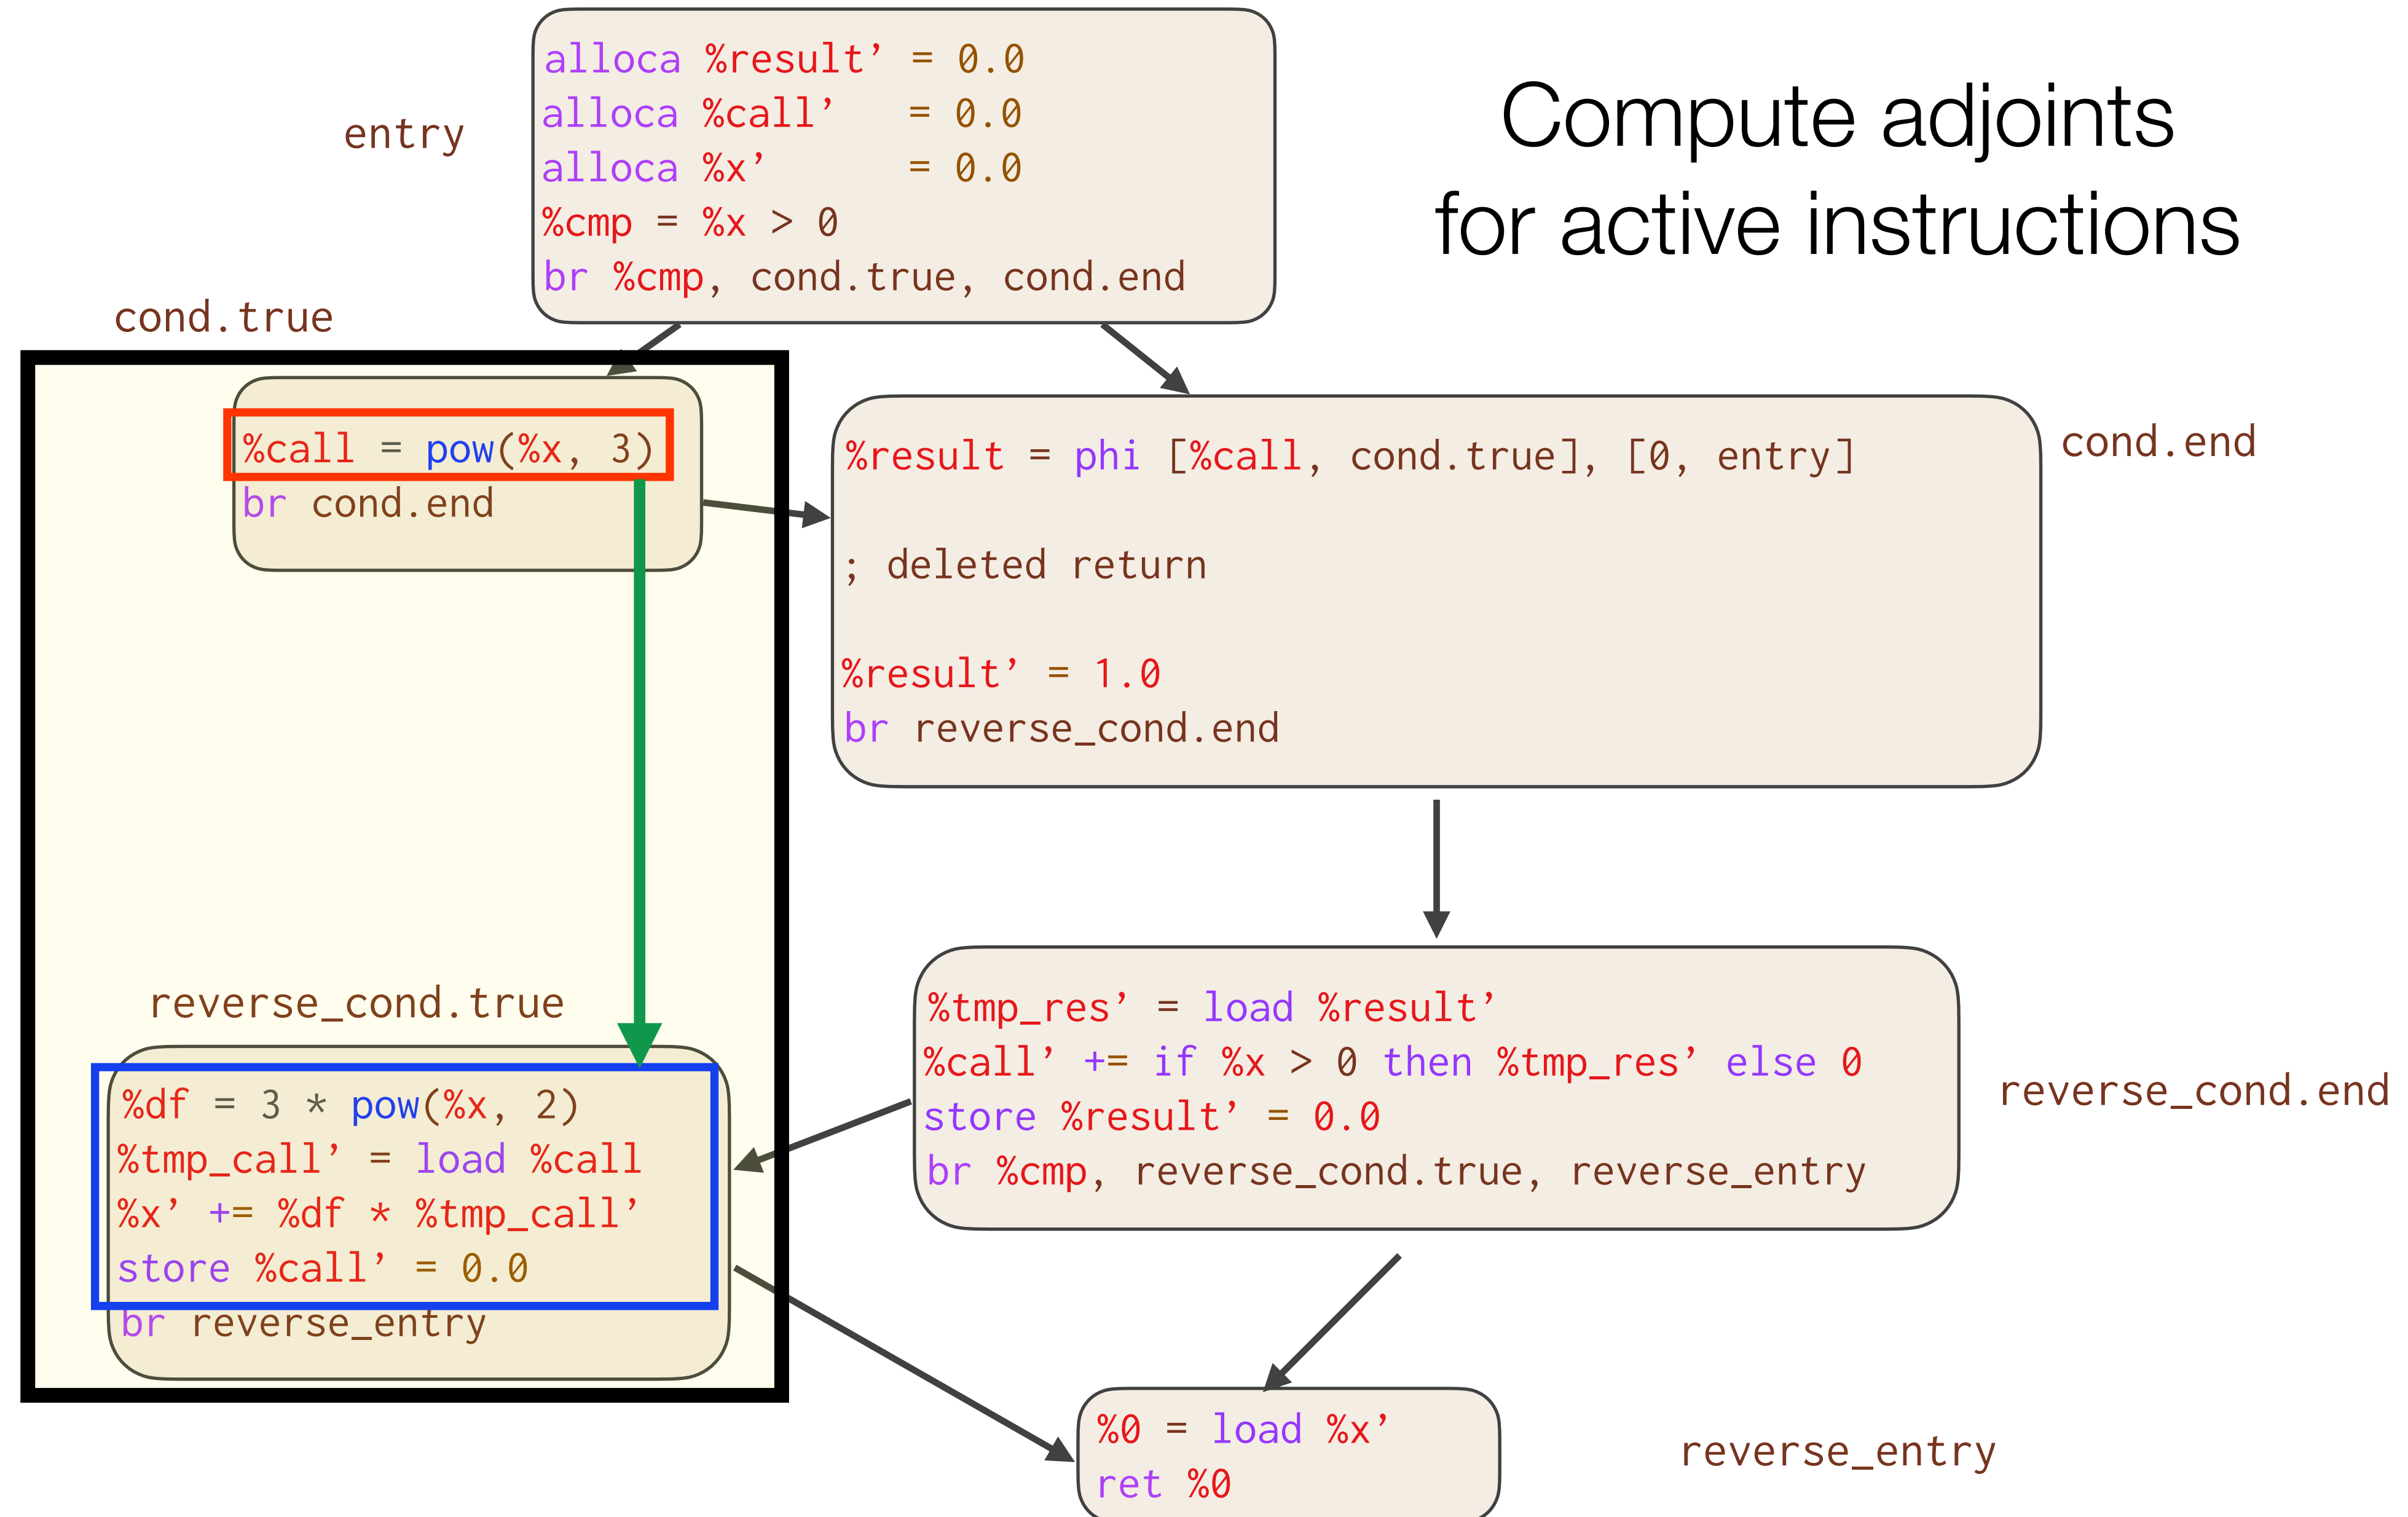 Compute adjoints
for active instructions
entry
alloca %result’ = 0.0
alloca %call’ = 0.0
alloca %x’ = 0.0
%cmp = %x > 0
br %cmp, cond.true, cond.end
cond.true
%call = pow(%x, 3)
br cond.end
cond.end
%result = phi [%call, cond.true], [0, entry]
; deleted return
%result’ = 1.0
br reverse_cond.end
reverse_cond.end
%tmp_res’ = load %result’
%call’ += if %x > 0 then %tmp_res’ else 0
store %result’ = 0.0
br %cmp, reverse_cond.true, reverse_entry
reverse_cond.true
%df = 3 * pow(%x, 2)
%tmp_call’ = load %call
%x’ += %df * %tmp_call’
store %call’ = 0.0
br reverse_entry
reverse_entry
%0 = load %x’
ret %0